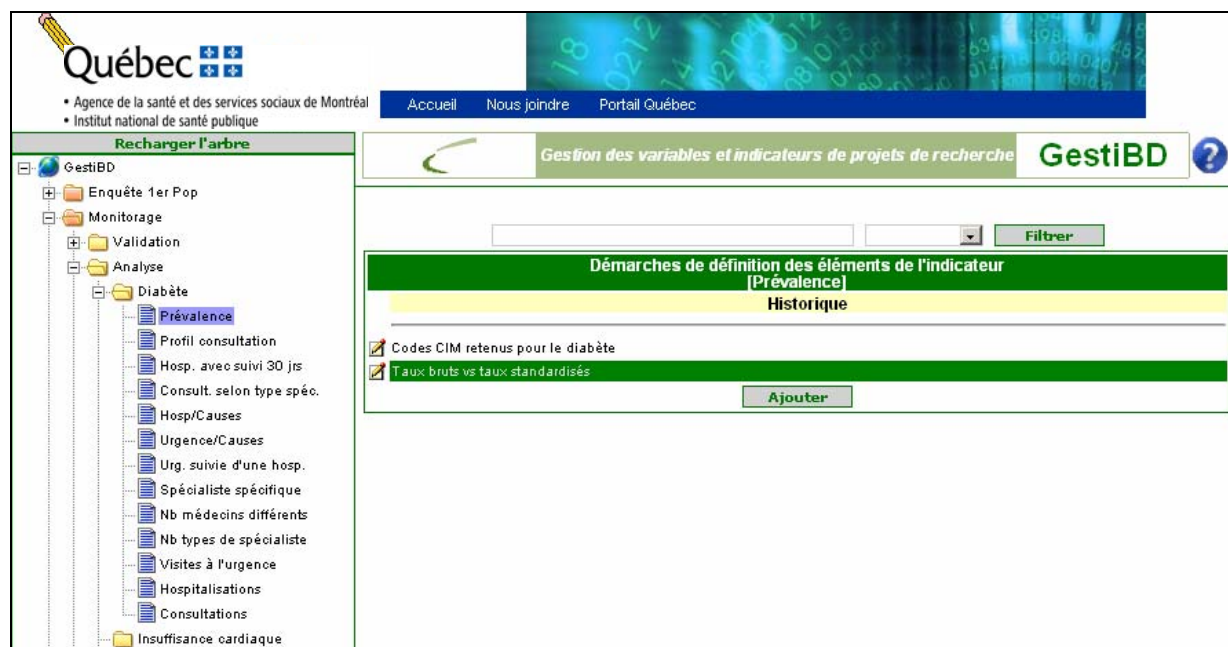 Québec
• Agence de la santé et des services sociaux de Montréal
• Institut national de santé publique
Accueil Nous joindre Portail Québec
Recharger l'arbre
GestiBD
Enquête 1er Pop
Monitorage
Validation
Analyse
Diabète
Prévalence
Profil consultation
Hosp. avec suivi 30 jrs
Consult. selon type spéc.
Hosp/Causes
Urgence/Causes
Urg. suivie d'une hosp.
Spécialiste spécifique
Nb médecins différents
Nb types de spécialiste
Visites à l'urgence
Hospitalisations
Consultations
Insuffisance cardiaque
Gestion des variables et indicateurs de projets de recherche
GestiBD
?
Filtrer
Démarches de définition des éléments de l'indicateur
[Prévalence]
Historique
Codes CIM retenus pour le diabète
Taux bruts vs taux standardisés
Ajouter